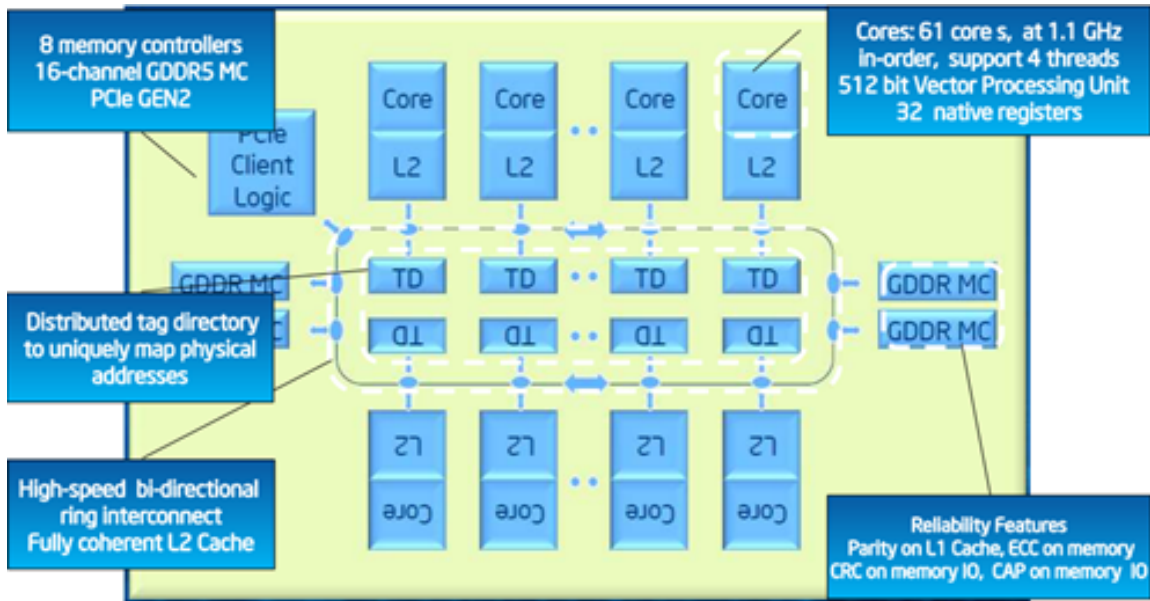 8 memory controllers
16-channel GDDR5 MC
PCIe GEN2
Cores: 61 core s, at 1.1 GHz
in-order, support 4 threads
512 bit Vector Processing Unit
32 native registers
PCIe
Client
Logic
Core
Core
Core
Core
L2
L2
L2
L2
GDDR MC
TD
TD
TD
TD
GDDR MC
TD
TD
TD
TD
GDDR MC
Distributed tag directory
to uniquely map physical
addresses
L2
L2
L2
L2
Core
Core
Core
Core
High-speed bi-directional
ring interconnect
Fully coherent L2 Cache
Reliability Features
Parity on L1 Cache, ECC on memory
CRC on memory IO, CAP on memory IO